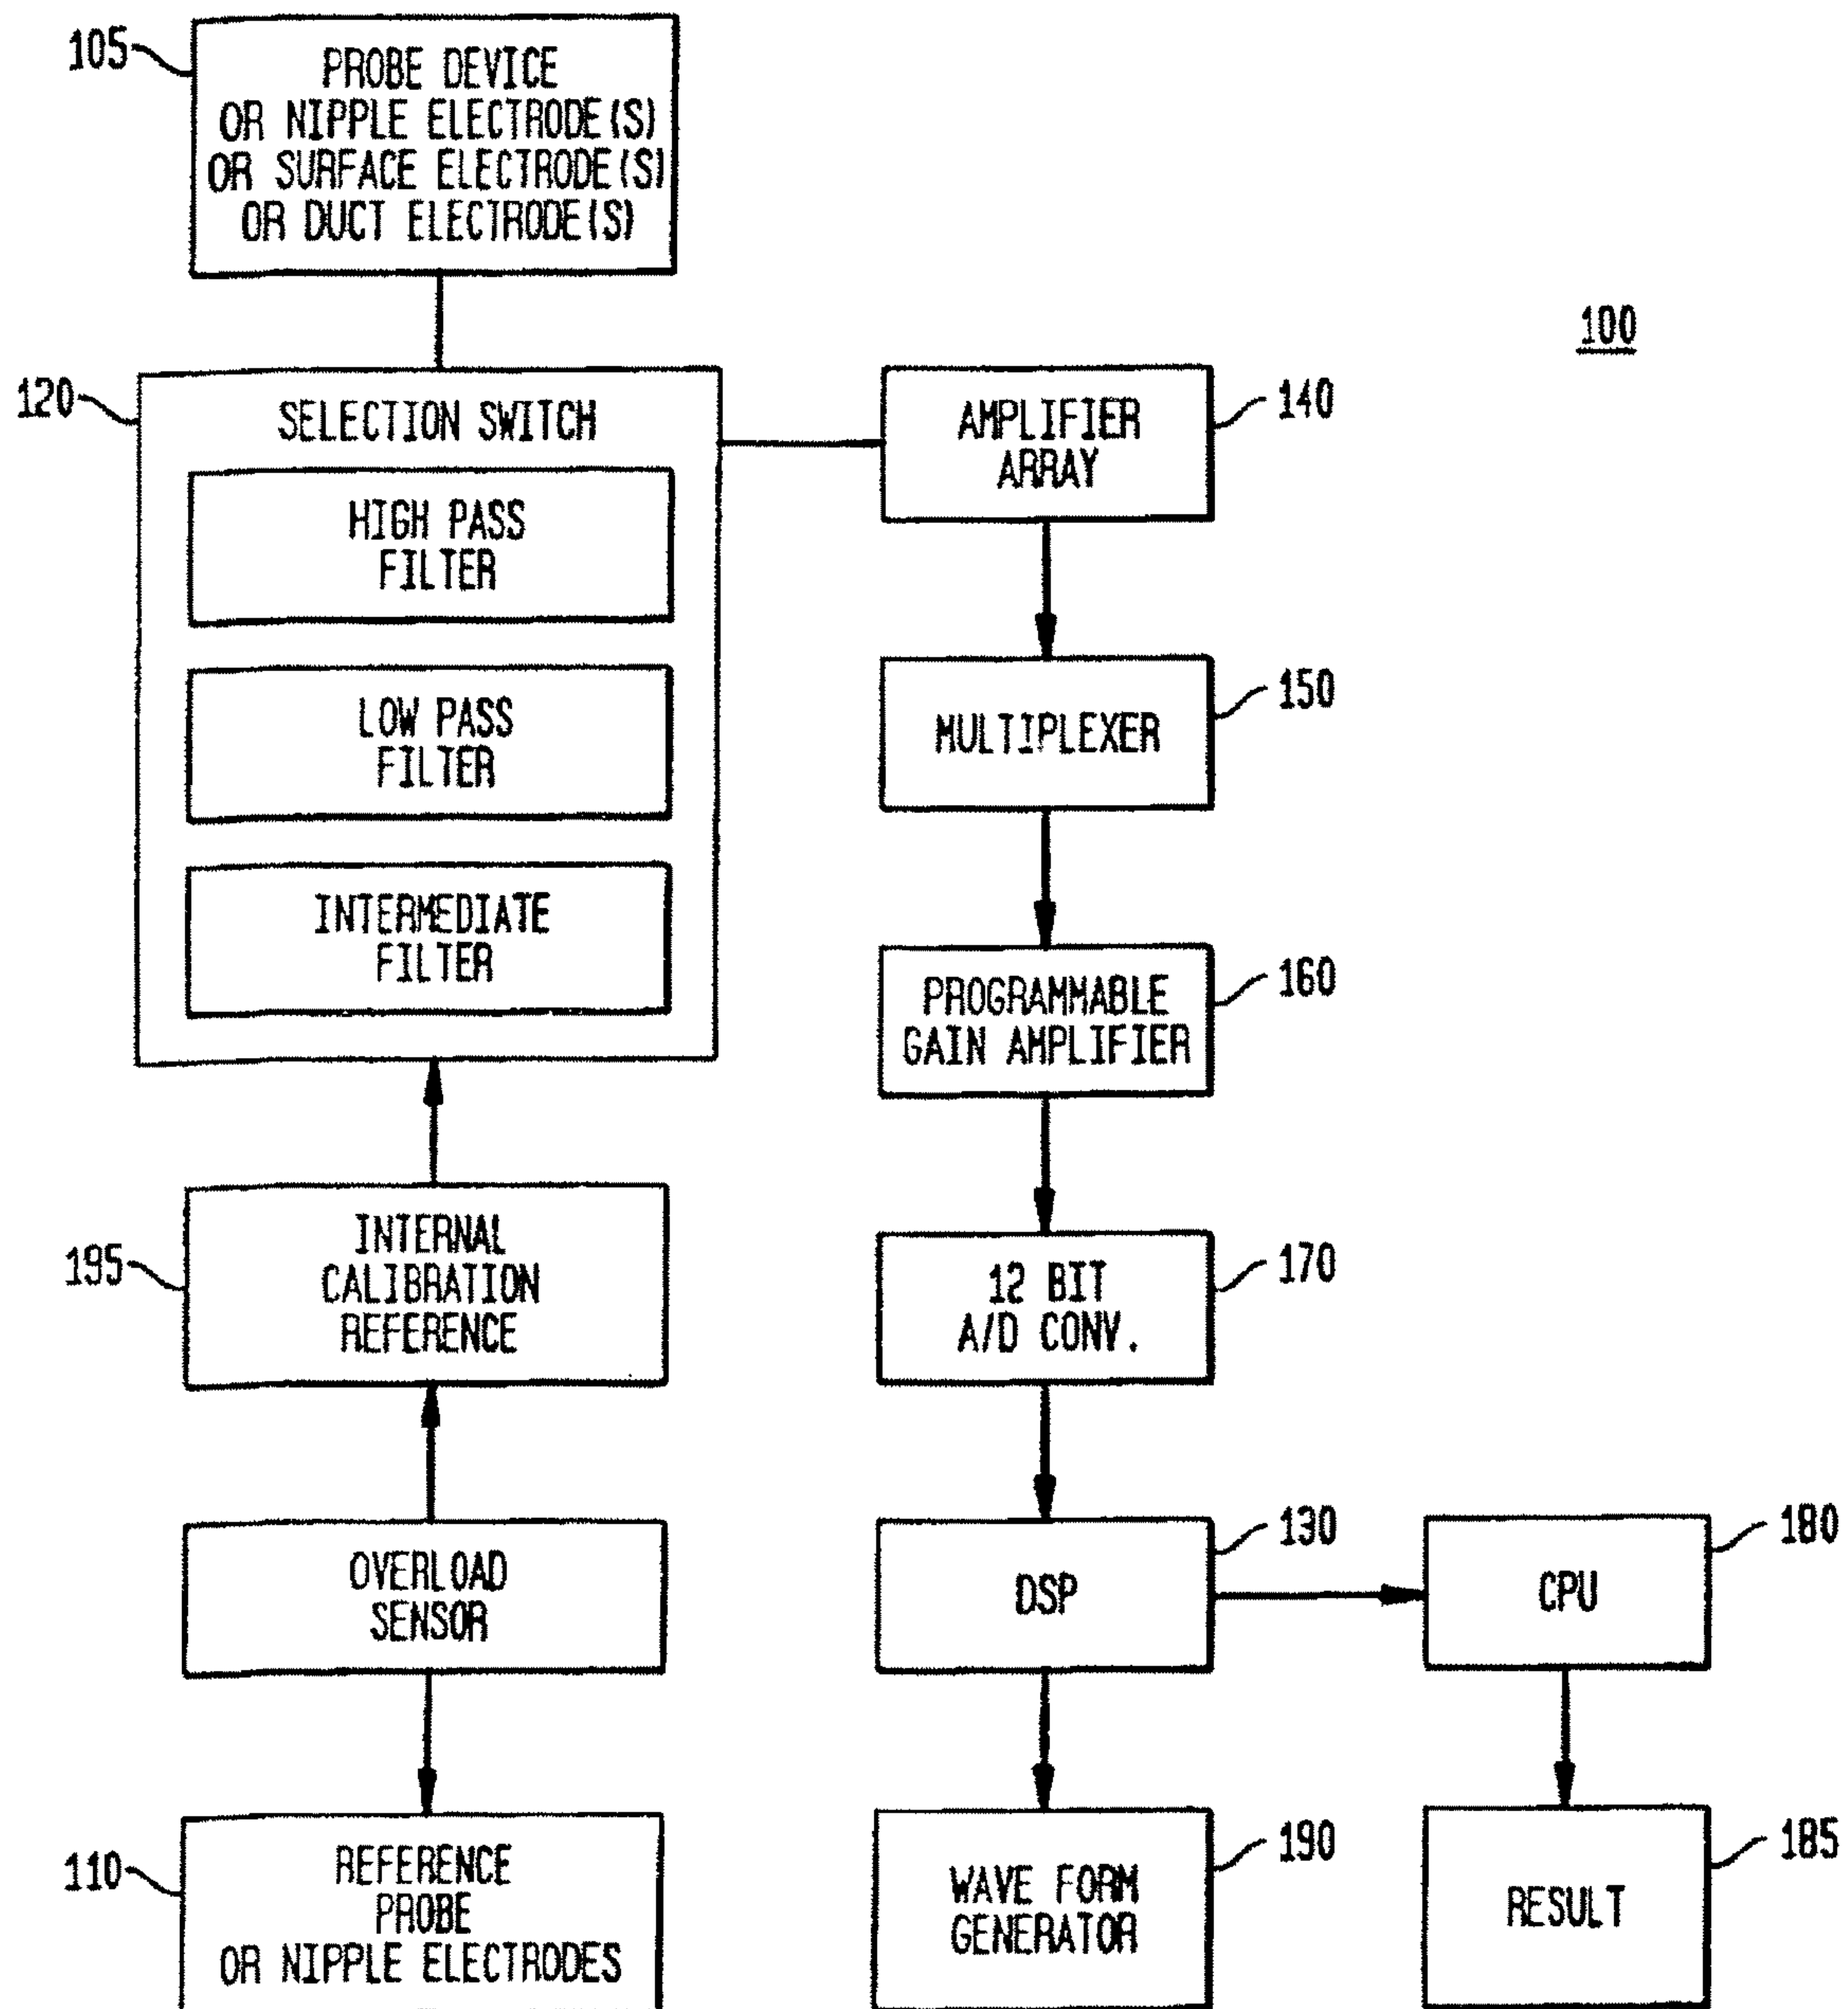 105
PROBE DEVICE
OR NIPPLE ELECTRODE(S)
OR SURFACE ELECTRODE(S)
OR DUCT ELECTRODE(S)
100
120
SELECTION SWITCH
HIGH PASS
FILTER
LOW PASS
FILTER
INTERMEDIATE
FILTER
AMPLIFIER
ARRAY
140
MULTIPLEXER
150
PROGRAMMABLE
GAIN AMPLIFIER
160
195
INTERNAL
CALIBRATION
REFERENCE
12 BIT
A/D CONV.
170
OVERLOAD
SENSOR
DSP
130
CPU
180
110
REFERENCE
PROBE
OR NIPPLE ELECTRODES
WAVE FORM
GENERATOR
190
RESULT
185